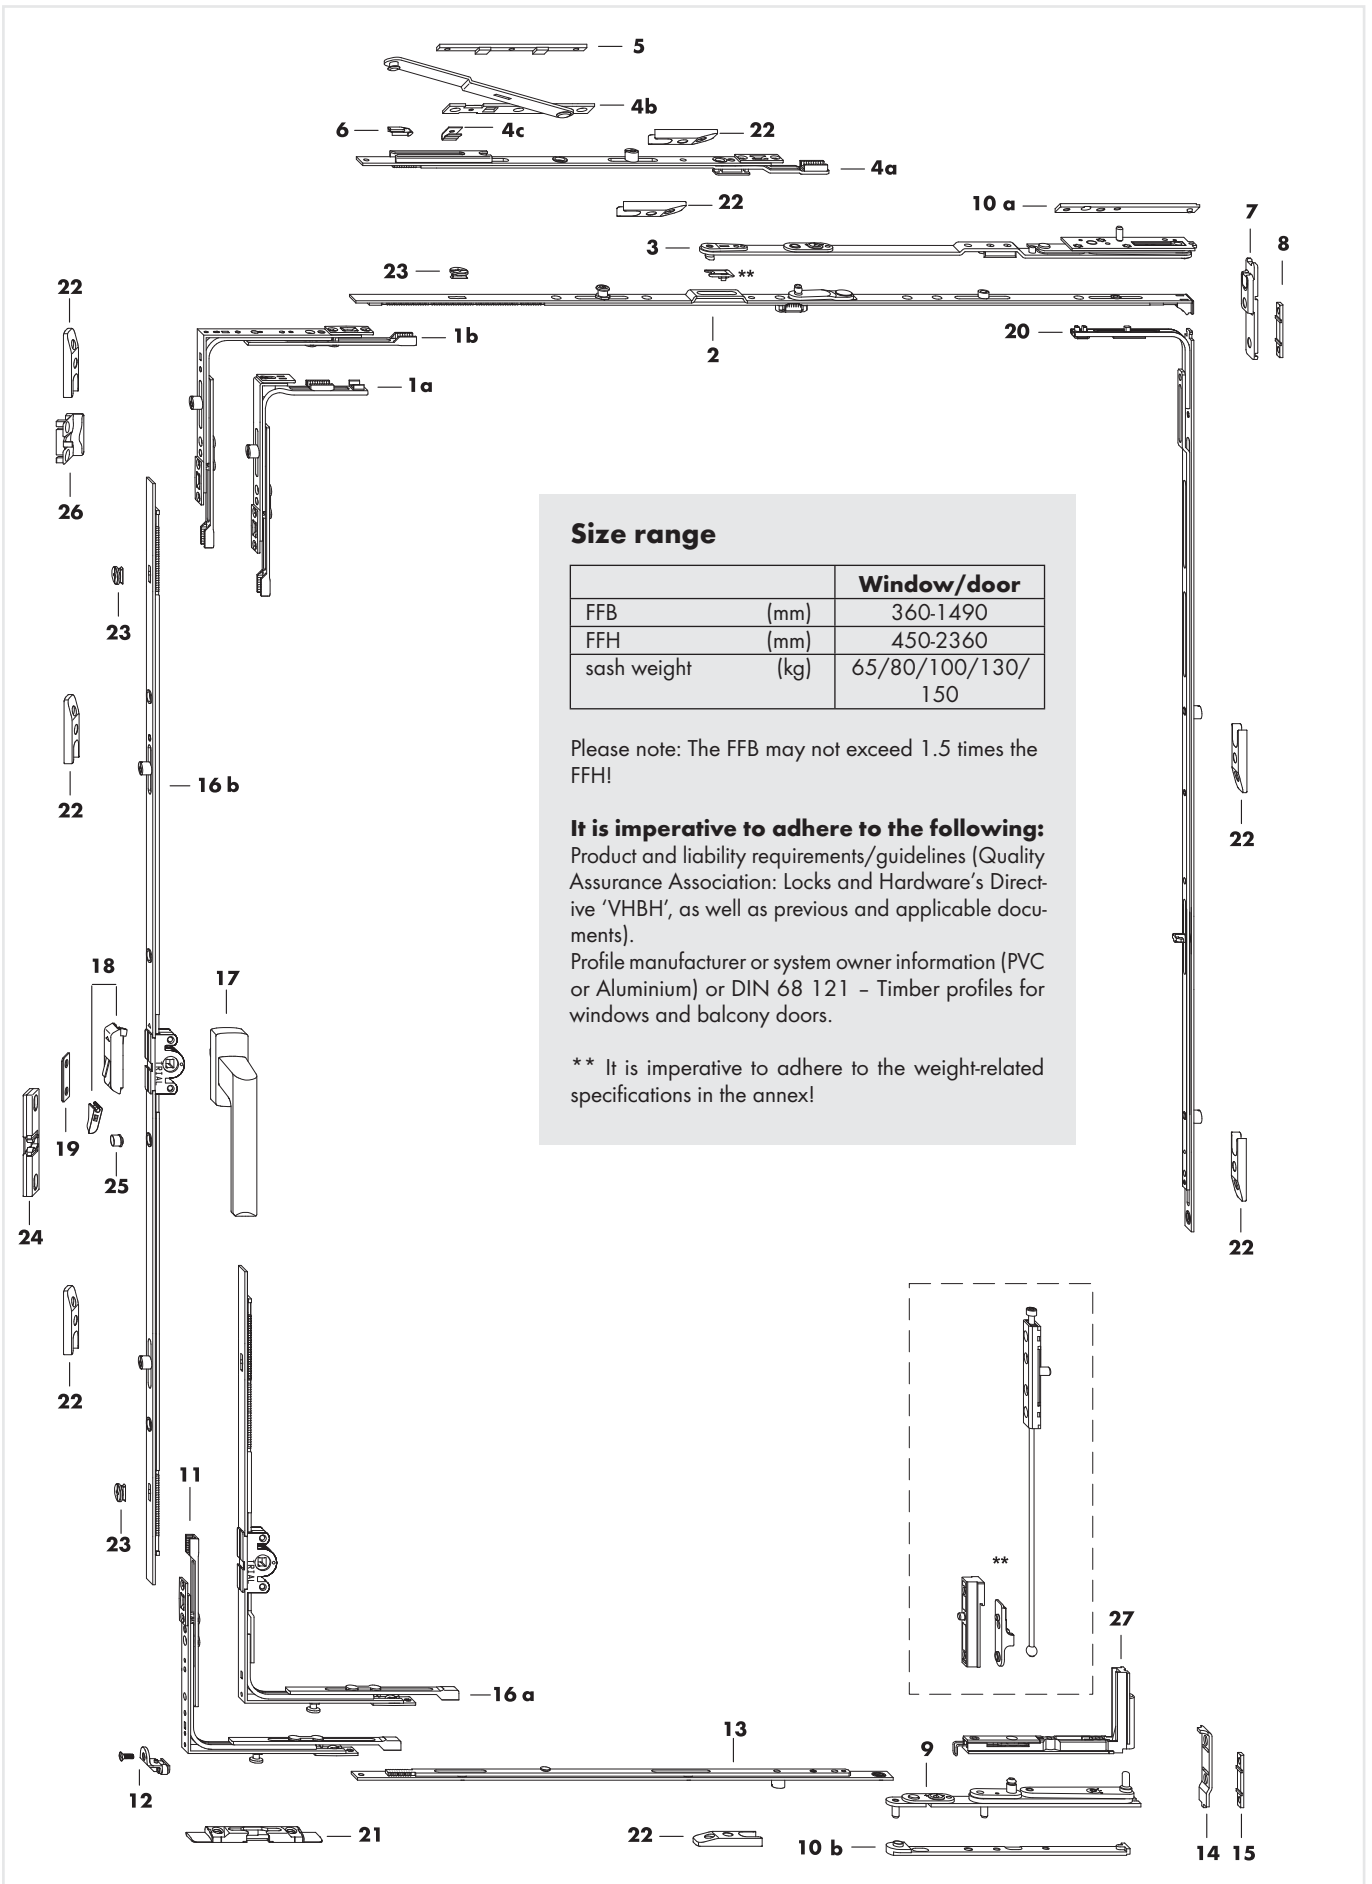 5
4b
6
4c
22
4a
22
10 a
7
3
8
23
**
22
1b
2
20
1a
26
Size range
Window/door
FFB (mm) 360-1490
FFH (mm) 450-2360
sash weight (kg) 65/80/100/130/
150
Please note: The FFB may not exceed 1.5 times the
FFH!
It is imperative to adhere to the following:
Product and liability requirements/guidelines (Quality
Assurance Association: Locks and Hardware's Direct-
ive 'VHBH', as well as previous and applicable docu-
ments).
Profile manufacturer or system owner information (PVC
or Aluminium) or DIN 68 121 – Timber profiles for
windows and balcony doors.
** It is imperative to adhere to the weight-related
specifications in the annex!
23
16 b
22
22
18
17
TRIAL
19
25
24
22
22
11
23
TRIAL
**
27
16 a
13
9
12
21
22
10 b
14
15